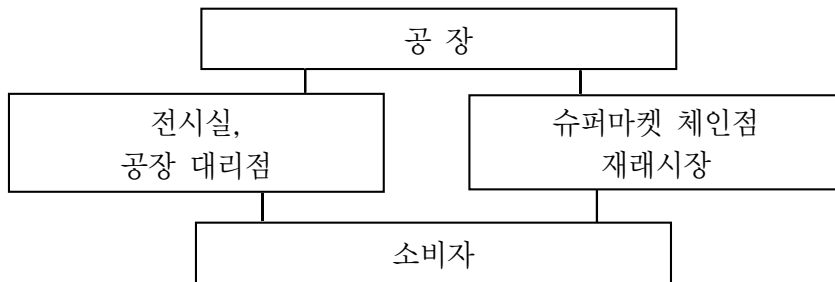 공 장
전시실,
공장 대리점
슈퍼마켓 체인점
재래시장
소비자